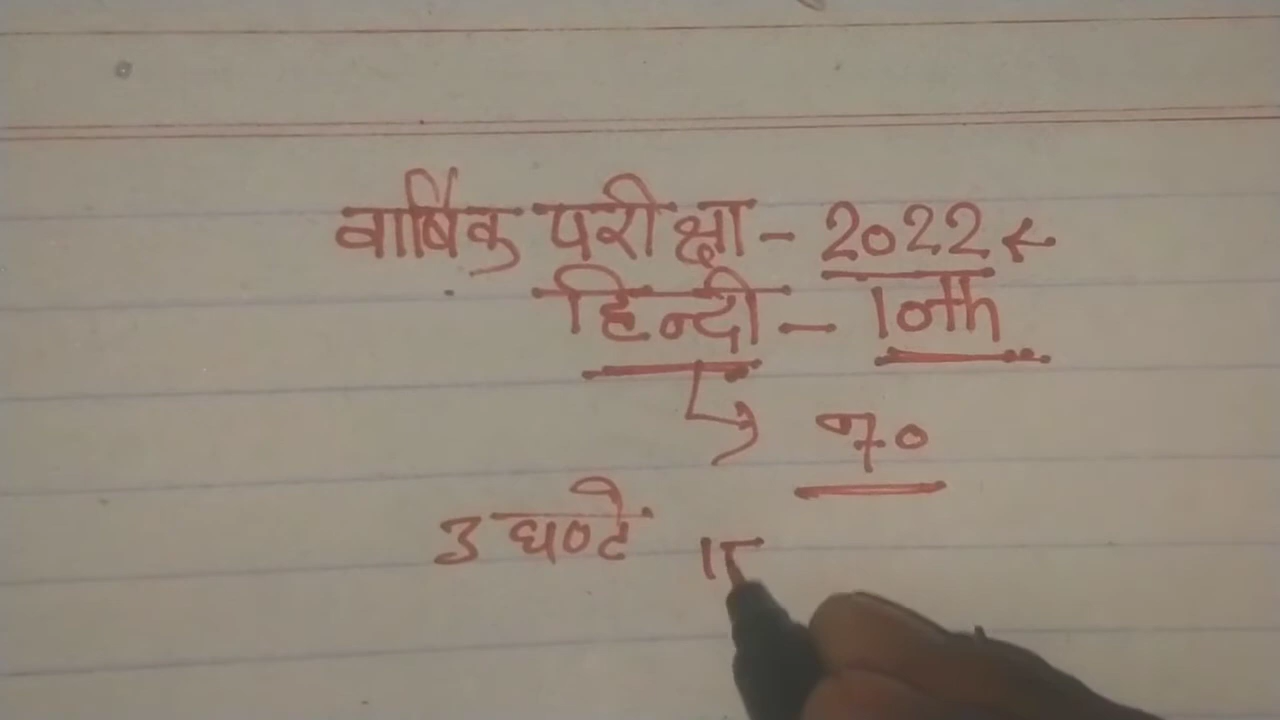 वार्षिक परीक्षा - 2022 ←
हिन्दी - 10th
70
3 घण्टें